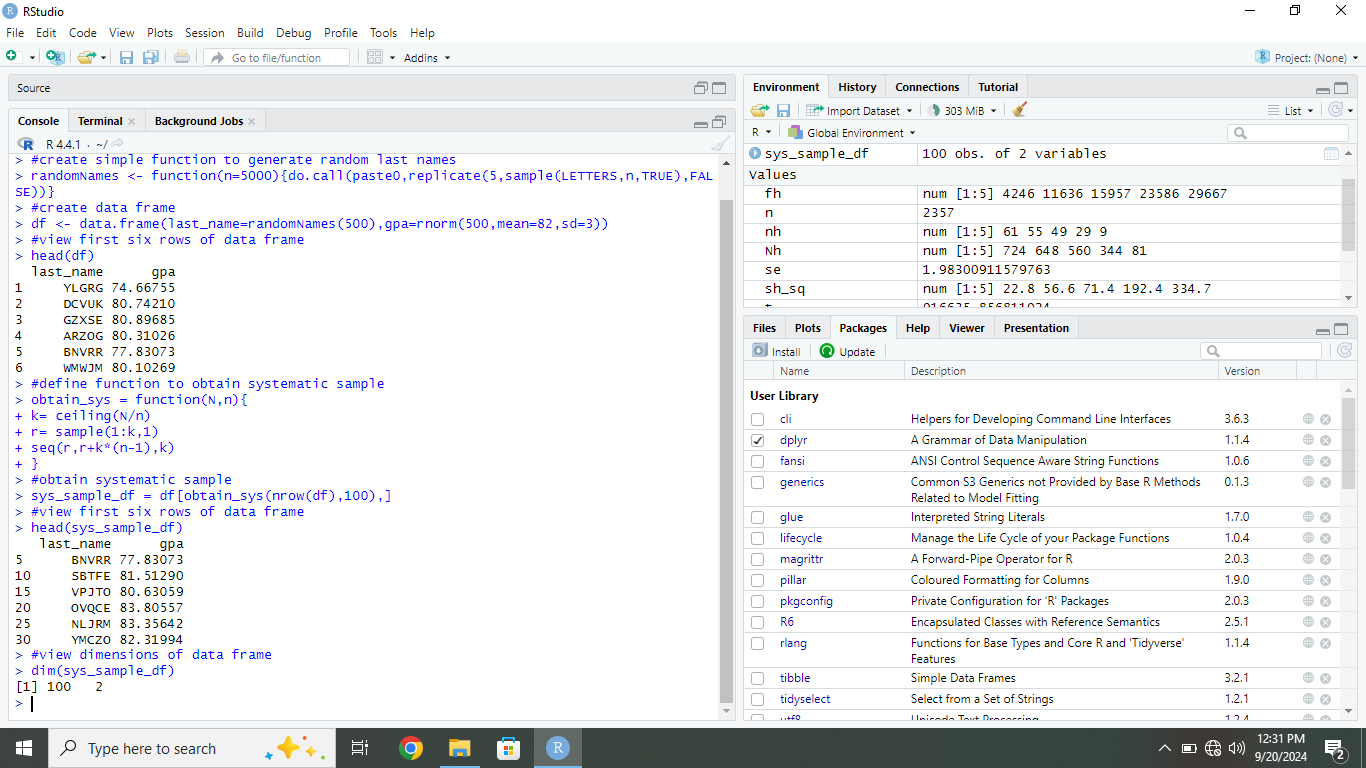 RStudio
File Edit Code View Plots Session Build Debug Profile Tools Help
Go to file/function Addins Project: (None)
Source
Console Terminal Background Jobs
R 4.4.1 · ~/
> #create simple function to generate random last names
> randomNames <- function(n=5000){do.call(paste0,replicate(5,sample(LETTERS,n,TRUE),FAL
SE))}
> #create data frame
> df <- data.frame(last_name=randomNames(500),gpa=rnorm(500,mean=82,sd=3))
> #view first six rows of data frame
> head(df)
last_name gpa
1 YLGRG 74.66755
2 DCVUK 80.74210
3 GZXSE 80.89685
4 ARZOG 80.31026
5 BNVRR 77.83073
6 WMWJM 80.10269
> #define function to obtain systematic sample
> obtain_sys = function(N,n){
+ k= ceiling(N/n)
+ r= sample(1:k,1)
+ seq(r,r+k*(n-1),k)
+ }
> #obtain systematic sample
> sys_sample_df = df[obtain_sys(nrow(df),100),]
> #view first six rows of data frame
> head(sys_sample_df)
last_name gpa
5 BNVRR 77.83073
10 SBTFE 81.51290
15 VPJTO 80.63059
20 OVQCE 83.80557
25 NLJRM 83.35642
30 YMCZO 82.31994
> #view dimensions of data frame
> dim(sys_sample_df)
[1] 100 2
>
Environment History Connections Tutorial
Import Dataset 303 MiB List
R Global Environment
sys_sample_df 100 obs. of 2 variables
Values
fh num [1:5] 4246 11636 15957 23586 29667
n 2357
nh num [1:5] 61 55 49 29 9
Nh num [1:5] 724 648 560 344 81
se 1.98300911579763
sh_sq num [1:5] 22.8 56.6 71.4 192.4 334.7
Files Plots Packages Help Viewer Presentation
Install Update
Name Description Version
User Library
cli Helpers for Developing Command Line Interfaces 3.6.3
dplyr A Grammar of Data Manipulation 1.1.4
fansi ANSI Control Sequence Aware String Functions 1.0.6
generics Common S3 Generics not Provided by Base R Methods 0.1.3
Related to Model Fitting
glue Interpreted String Literals 1.7.0
lifecycle Manage the Life Cycle of your Package Functions 1.0.4
magrittr A Forward-Pipe Operator for R 2.0.3
pillar Coloured Formatting for Columns 1.9.0
pkgconfig Private Configuration for 'R' Packages 2.0.3
R6 Encapsulated Classes with Reference Semantics 2.5.1
rlang Functions for Base Types and Core R and 'Tidyverse' 1.1.4
Features
tibble Simple Data Frames 3.2.1
tidyselect Select from a Set of Strings 1.2.1
utf8 Unicode Text Processing 1.2.4
Type here to search
12:31 PM
9/20/2024
2